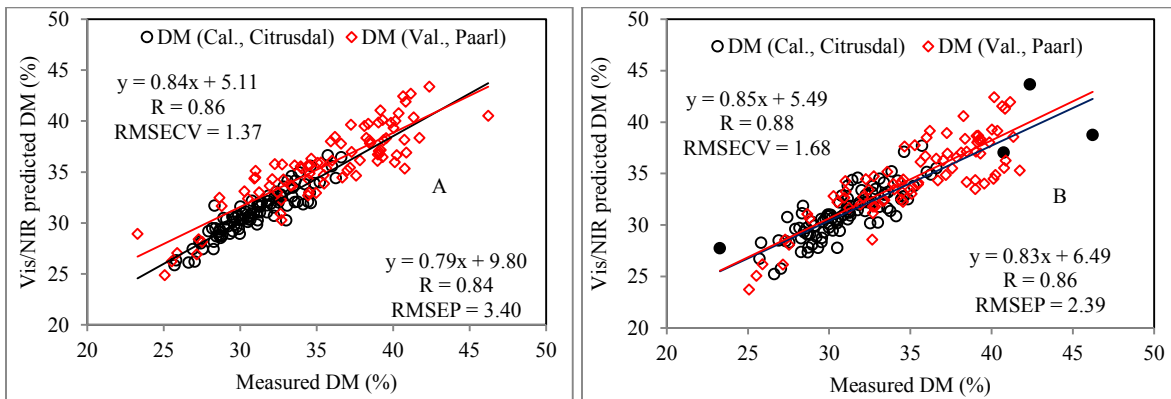 50
45
40
35
30
25
20
Vis/NIR predicted DM (%)
DM (Cal., Citrusdal) DM (Val., Paarl)
y = 0.84x + 5.11
R = 0.86
RMSECV = 1.37
A
y = 0.79x + 9.80
R = 0.84
RMSEP = 3.40
20 25 30 35 40 45 50
Measured DM (%)
50
45
40
35
30
25
20
Vis/NIR predicted DM (%)
DM (Cal., Citrusdal) DM (Val., Paarl)
y = 0.85x + 5.49
R = 0.88
RMSECV = 1.68
B
y = 0.83x + 6.49
R = 0.86
RMSEP = 2.39
20 25 30 35 40 45 50
Measured DM (%)